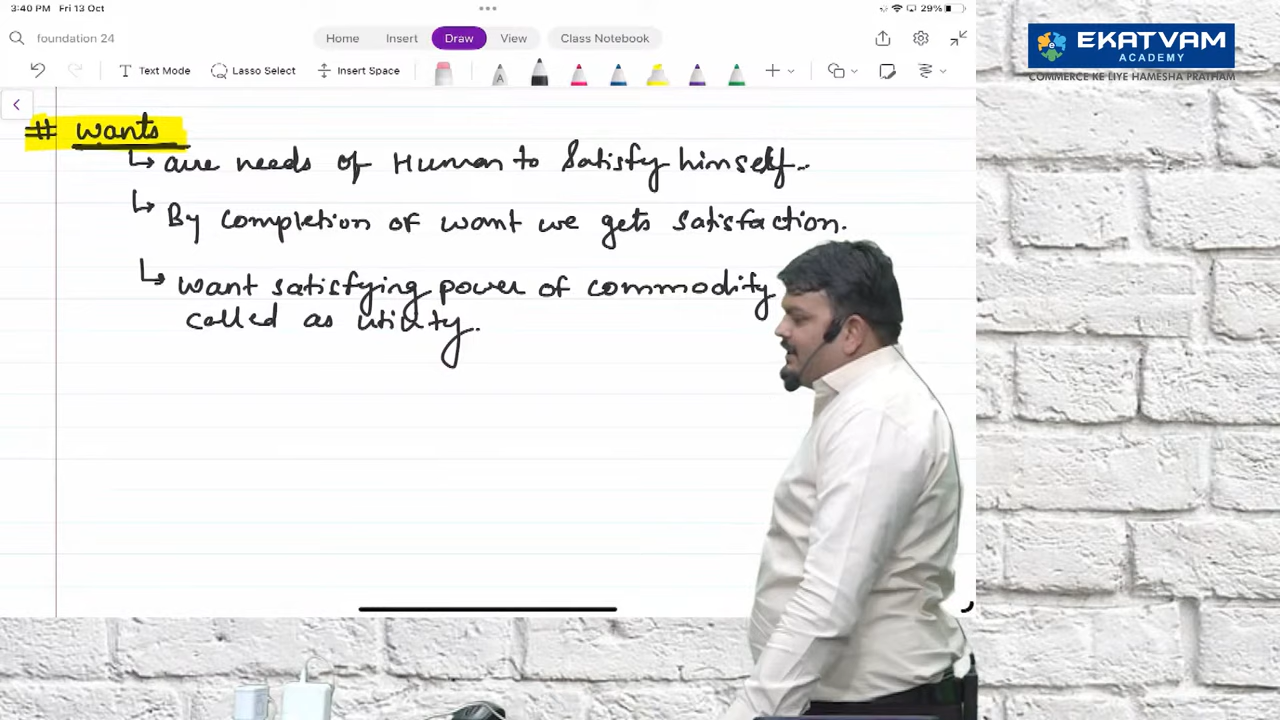 3:40 PM Fri 13 Oct
29%
foundation 24
Home Insert Draw View Class Notebook
Text Mode Lasso Select Insert Space
EKATVAM
ACADEMY
COMMERCE KE LIYE HAMESHA PRATHAM
# Wants
↳ are needs of Human to Satisfy himself.
↳ By completion of want we gets satisfaction.
↳ want satisfying power of commodity
called as utility.